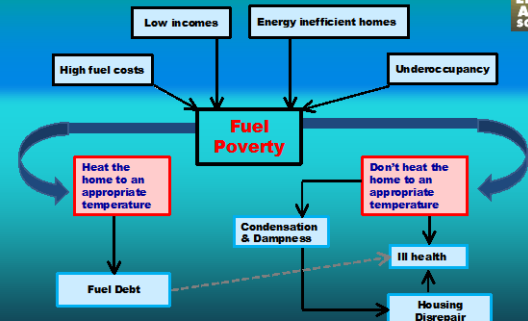 Low incomes
Energy inefficient homes
High fuel costs
Underoccupancy
Fuel
Poverty
Heat the
home to an
appropriate
temperature
Don't heat the
home to an
appropriate
temperature
Condensation
& Dampness
Ill health
Fuel Debt
Housing
Disrepair